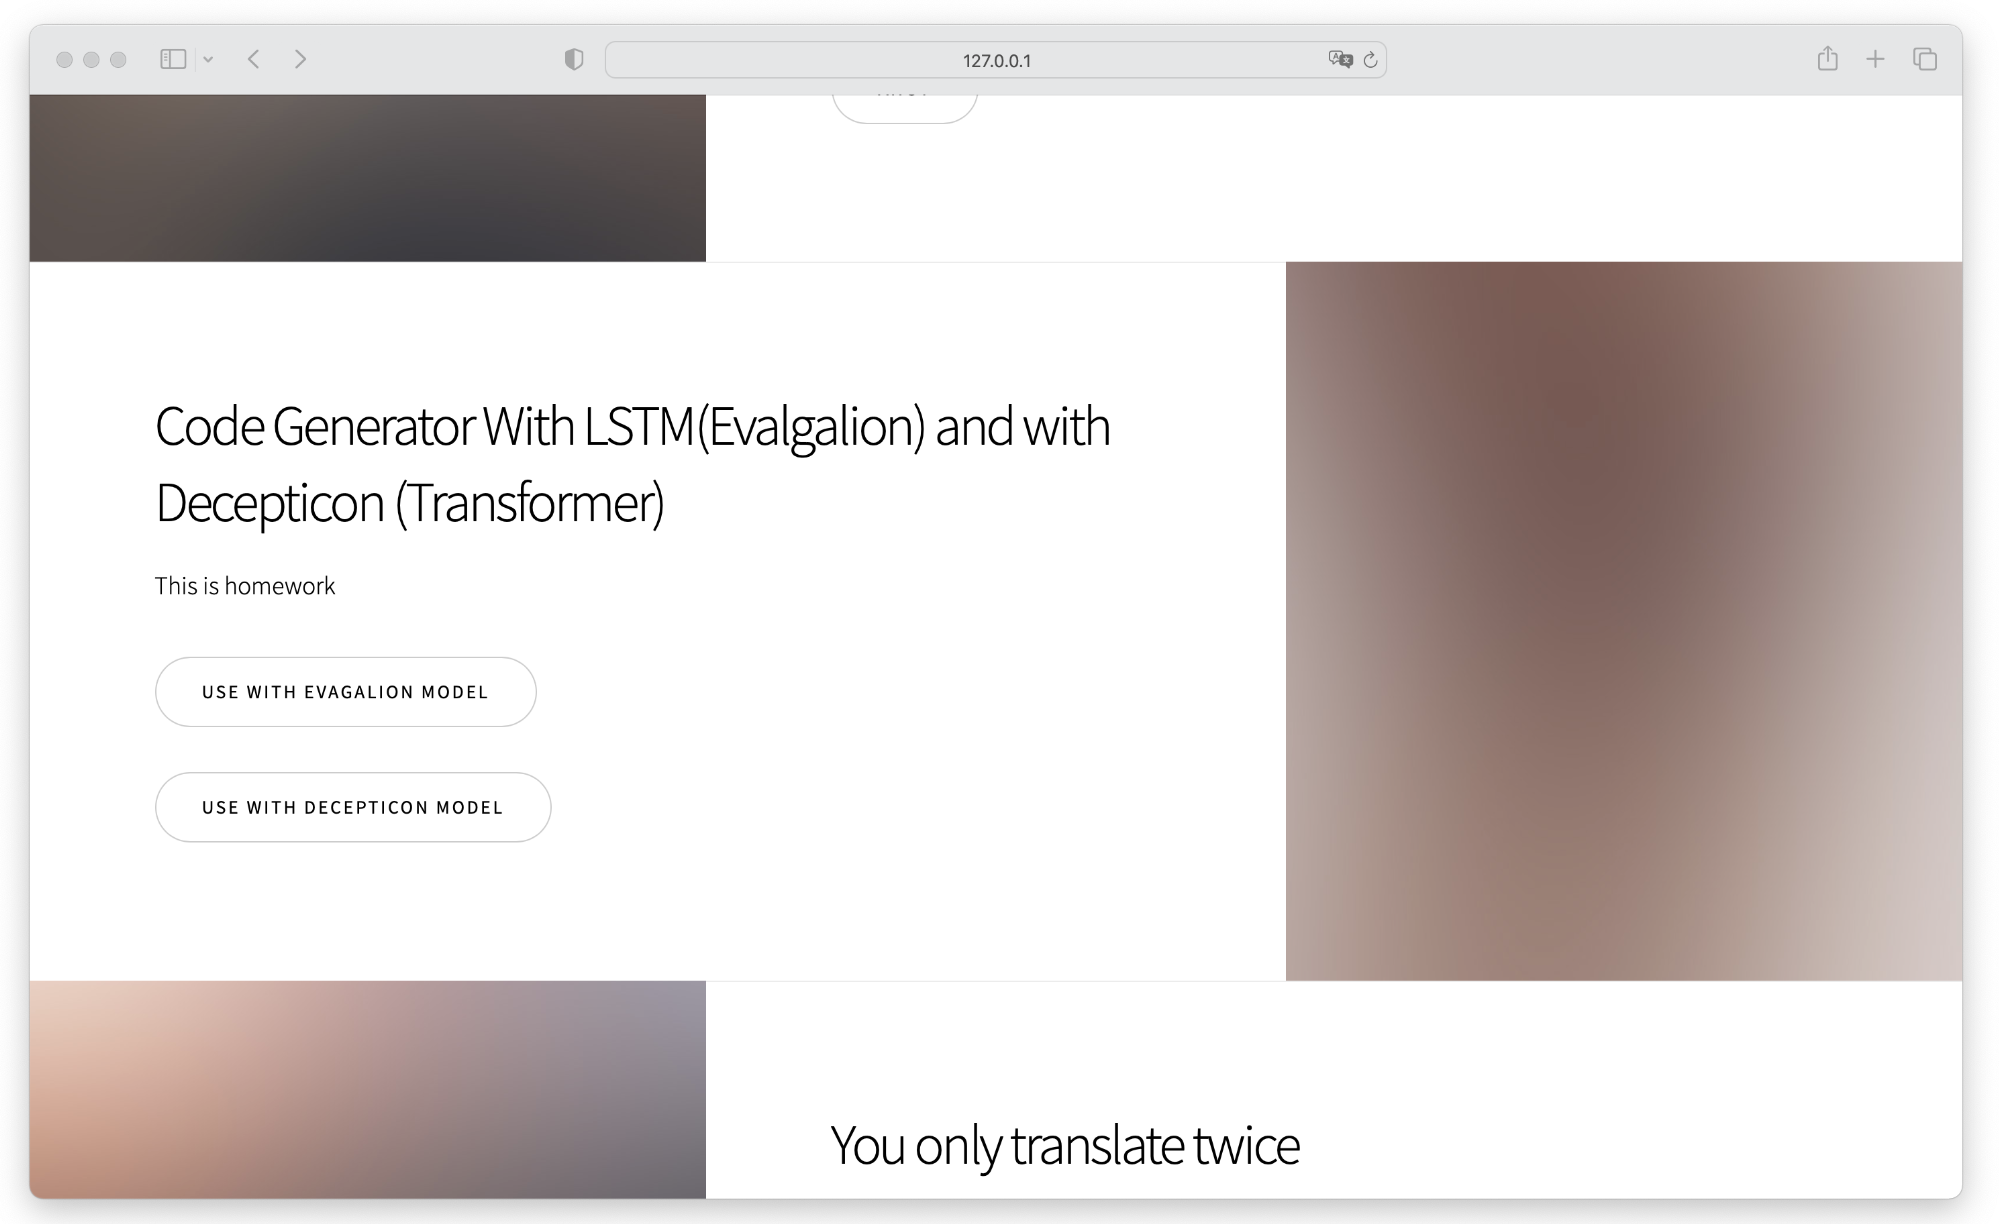 127.0.0.1
Code Generator With LSTM(Evalgalion) and with
Decepticon (Transformer)
This is homework
USE WITH EVAGALION MODEL
USE WITH DECEPTICON MODEL
You only translate twice